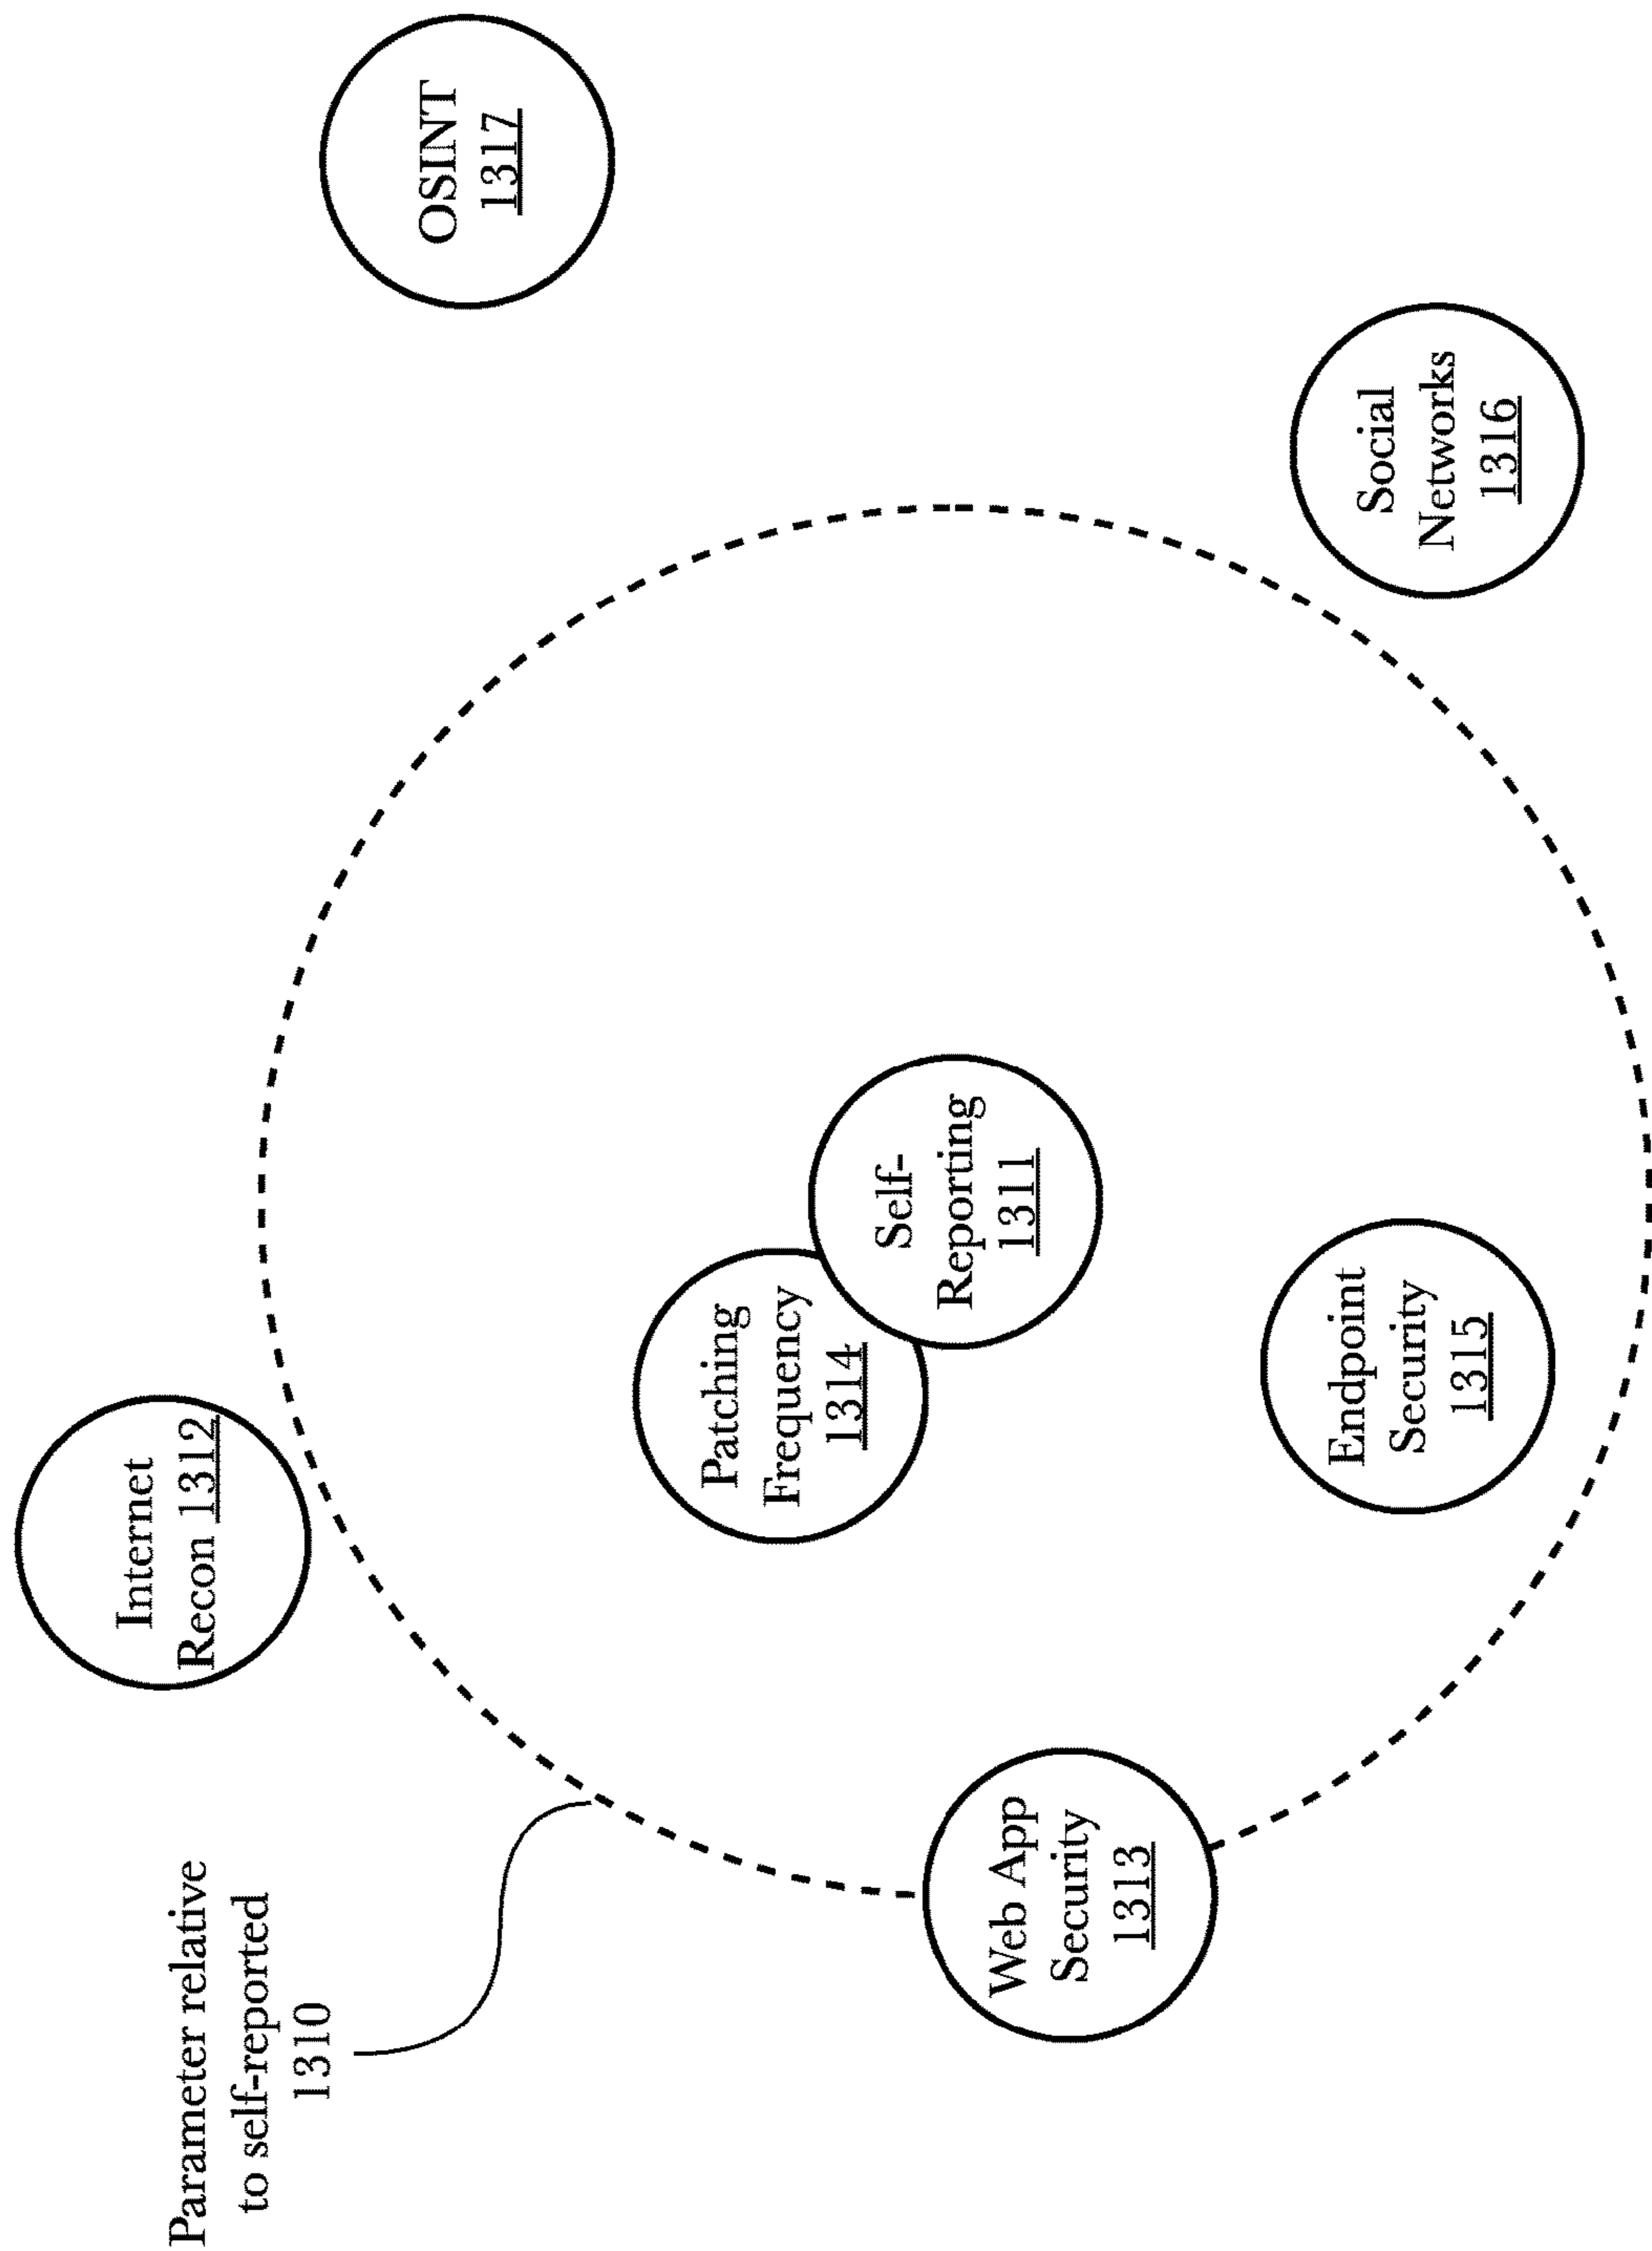 Parameter relative
to self-reported
1310
Internet
Recon 1312
OSINT
1317
Patching
Frequency
1314
Self-
Reporting
1311
Web App
Security
1313
Endpoint
Security
1315
Social
Networks
1316